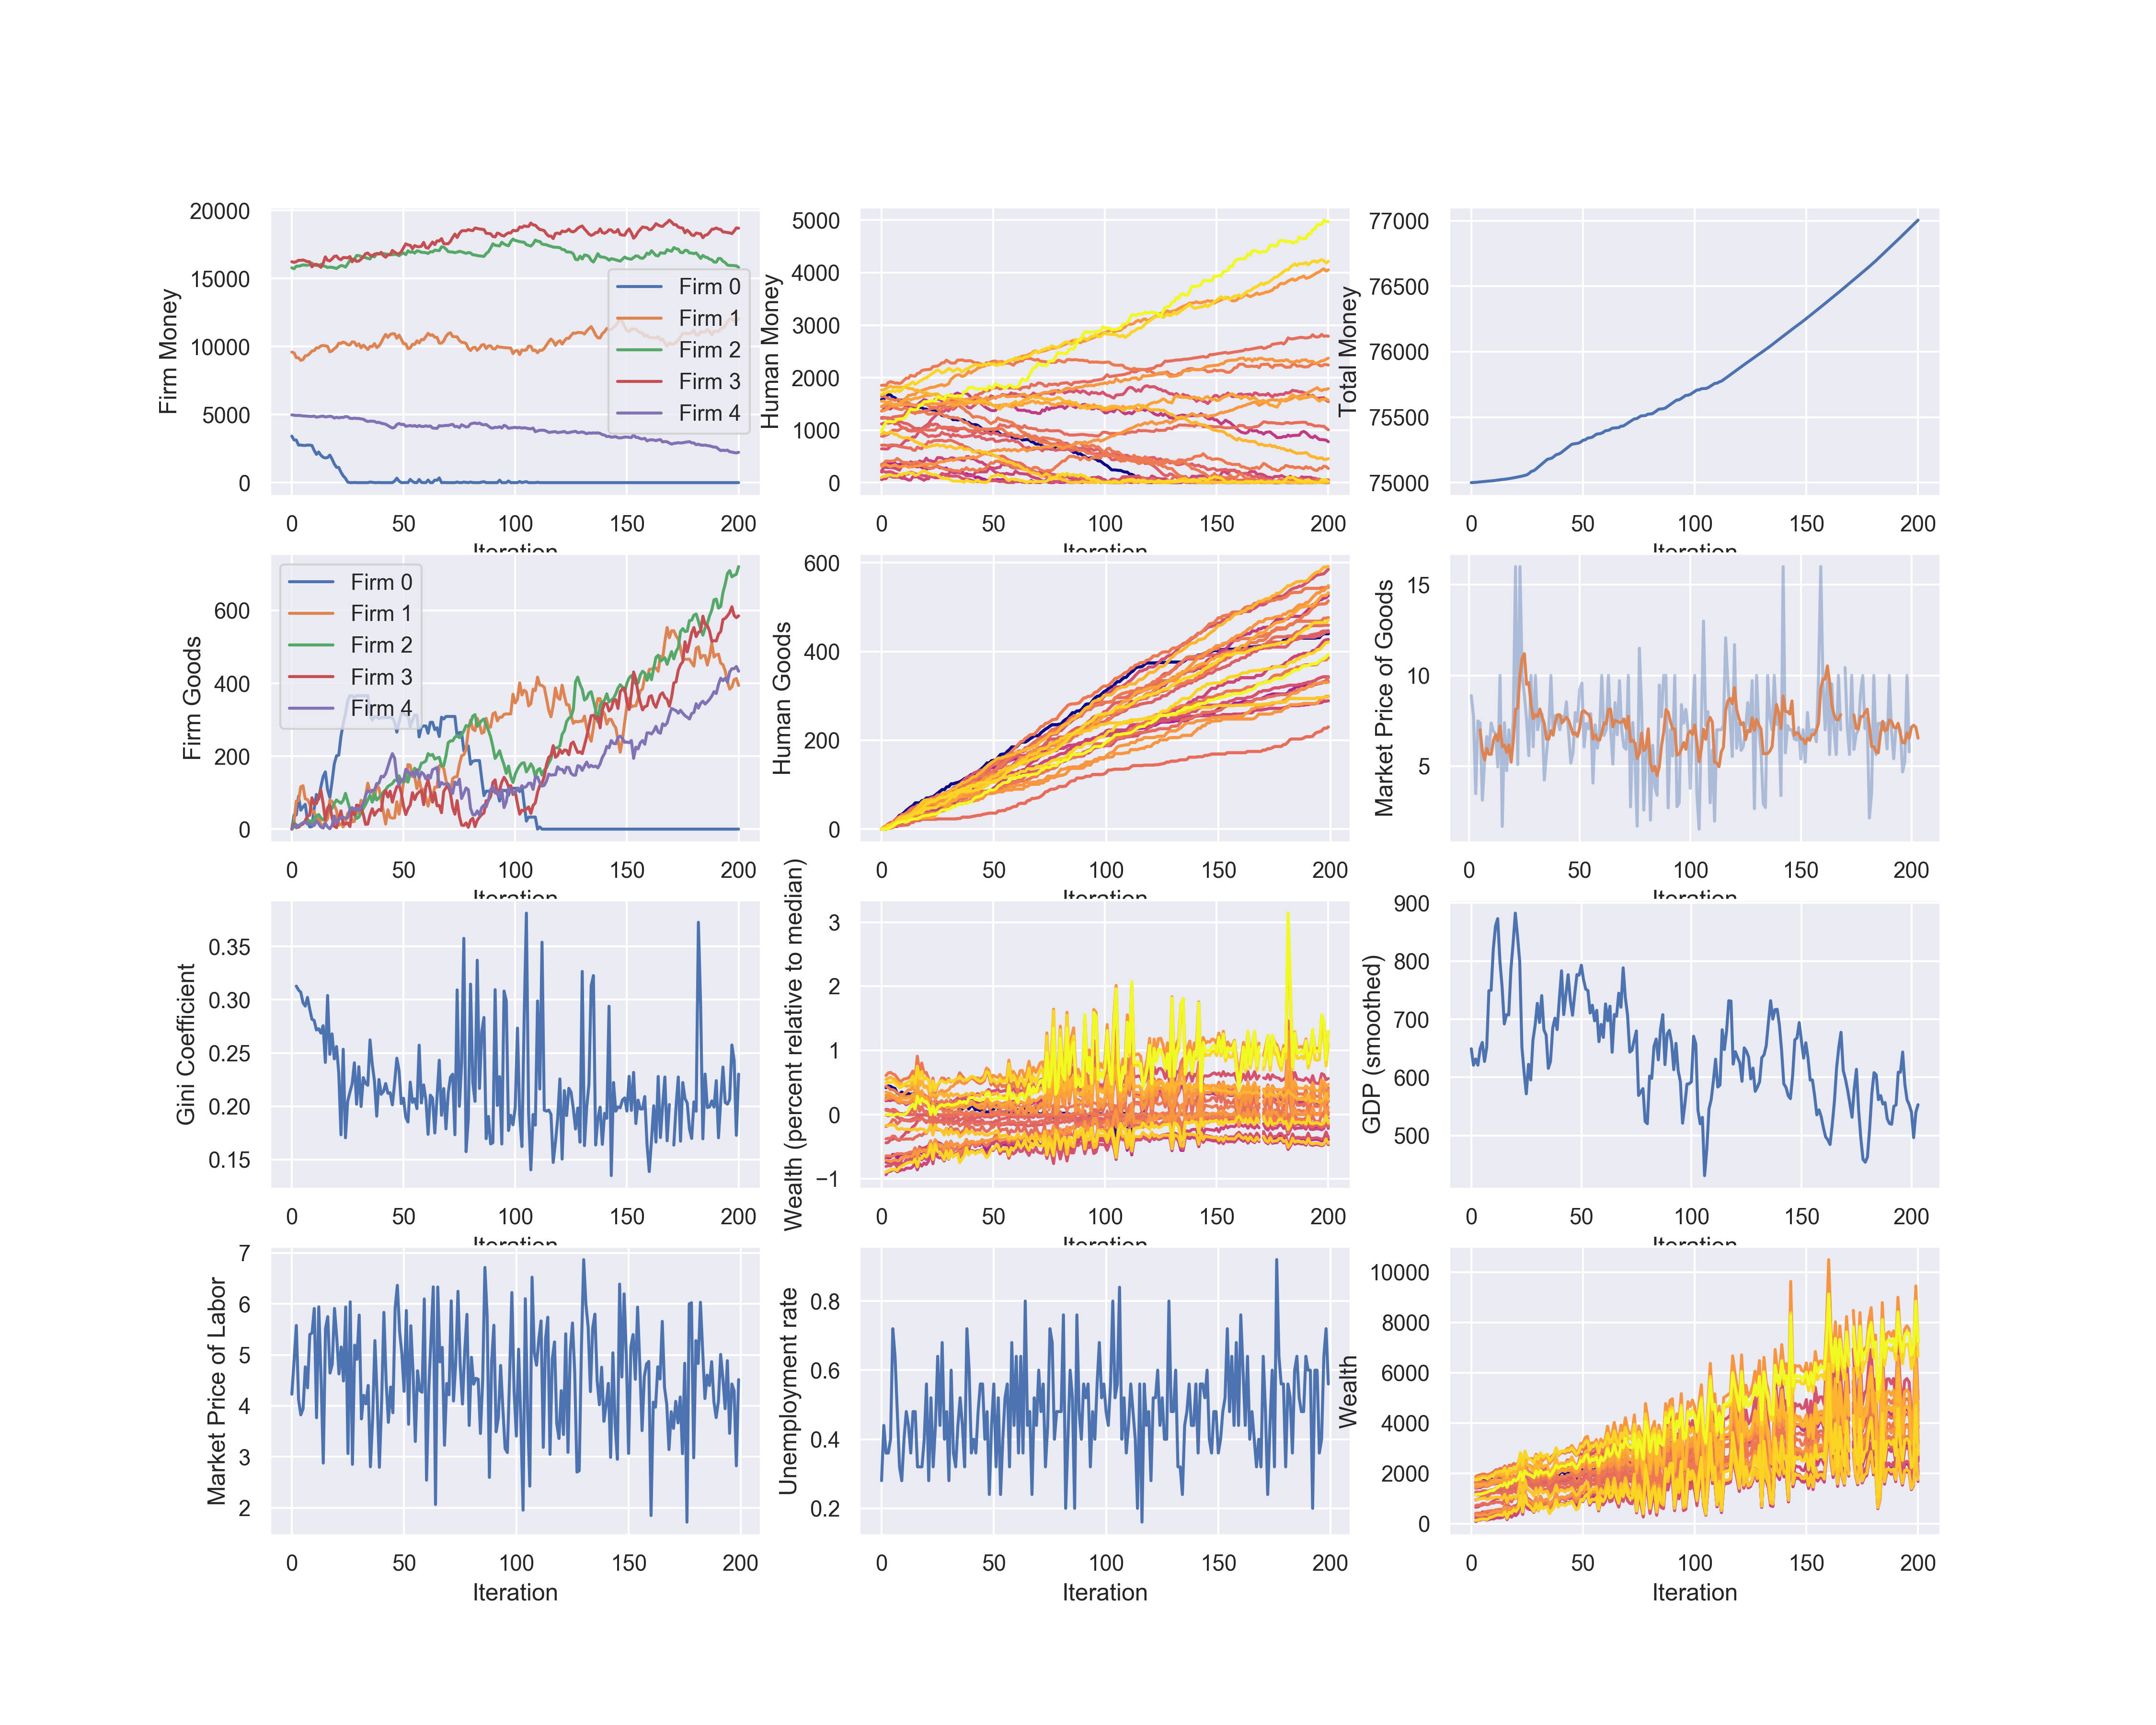 Firm Money
20000
15000
10000
5000
0
Firm 0
Firm 1
Firm 2
Firm 3
Firm 4
0 50 100 150 200
Iteration
Human Money
5000
4000
3000
2000
1000
0
0 50 100 150 200
Iteration
Total Money
77000
76500
76000
75500
75000
0 50 100 150 200
Iteration
Firm Goods
600
400
200
0
Firm 0
Firm 1
Firm 2
Firm 3
Firm 4
0 50 100 150 200
Iteration
Human Goods
600
400
200
0
0 50 100 150 200
Iteration
Market Price of Goods
15
10
5
0 50 100 150 200
Iteration
Gini Coefficient
0.35
0.30
0.25
0.20
0.15
0 50 100 150 200
Iteration
Wealth (percent relative to median)
3
2
1
0
−1
0 50 100 150 200
Iteration
GDP (smoothed)
900
800
700
600
500
0 50 100 150 200
Iteration
Market Price of Labor
7
6
5
4
3
2
0 50 100 150 200
Iteration
Unemployment rate
0.8
0.6
0.4
0.2
0 50 100 150 200
Iteration
Wealth
10000
8000
6000
4000
2000
0
0 50 100 150 200
Iteration